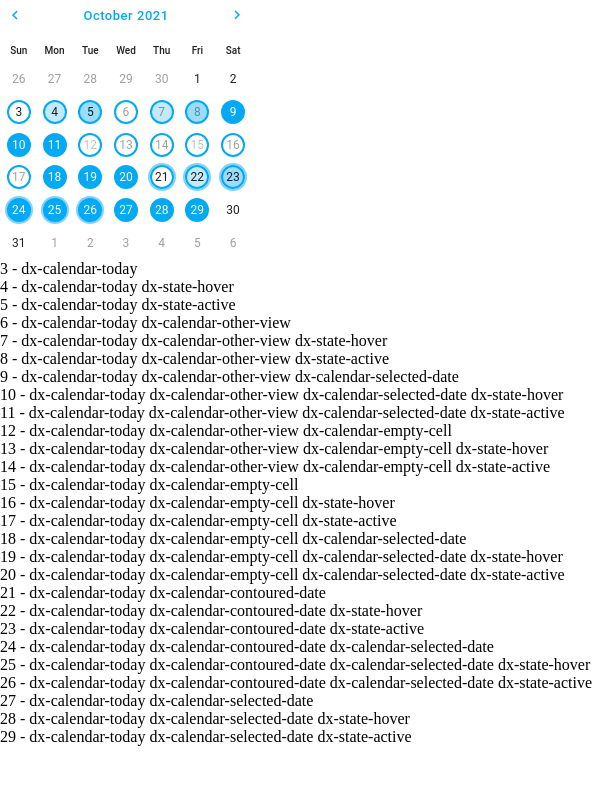 October 2021
Sun Mon Tue Wed Thu Fri Sat
26 27 28 29 30 1 2
3 4 5 6 7 8 9
10 11 12 13 14 15 16
17 18 19 20 21 22 23
24 25 26 27 28 29 30
31 1 2 3 4 5 6
3 - dx-calendar-today
4 - dx-calendar-today dx-state-hover
5 - dx-calendar-today dx-state-active
6 - dx-calendar-today dx-calendar-other-view
7 - dx-calendar-today dx-calendar-other-view dx-state-hover
8 - dx-calendar-today dx-calendar-other-view dx-state-active
9 - dx-calendar-today dx-calendar-other-view dx-calendar-selected-date
10 - dx-calendar-today dx-calendar-other-view dx-calendar-selected-date dx-state-hover
11 - dx-calendar-today dx-calendar-other-view dx-calendar-selected-date dx-state-active
12 - dx-calendar-today dx-calendar-other-view dx-calendar-empty-cell
13 - dx-calendar-today dx-calendar-other-view dx-calendar-empty-cell dx-state-hover
14 - dx-calendar-today dx-calendar-other-view dx-calendar-empty-cell dx-state-active
15 - dx-calendar-today dx-calendar-empty-cell
16 - dx-calendar-today dx-calendar-empty-cell dx-state-hover
17 - dx-calendar-today dx-calendar-empty-cell dx-state-active
18 - dx-calendar-today dx-calendar-empty-cell dx-calendar-selected-date
19 - dx-calendar-today dx-calendar-empty-cell dx-calendar-selected-date dx-state-hover
20 - dx-calendar-today dx-calendar-empty-cell dx-calendar-selected-date dx-state-active
21 - dx-calendar-today dx-calendar-contoured-date
22 - dx-calendar-today dx-calendar-contoured-date dx-state-hover
23 - dx-calendar-today dx-calendar-contoured-date dx-state-active
24 - dx-calendar-today dx-calendar-contoured-date dx-calendar-selected-date
25 - dx-calendar-today dx-calendar-contoured-date dx-calendar-selected-date dx-state-hover
26 - dx-calendar-today dx-calendar-contoured-date dx-calendar-selected-date dx-state-active
27 - dx-calendar-today dx-calendar-selected-date
28 - dx-calendar-today dx-calendar-selected-date dx-state-hover
29 - dx-calendar-today dx-calendar-selected-date dx-state-active